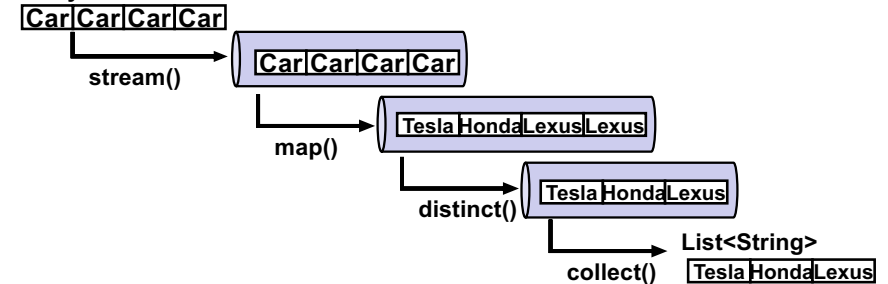 Car Car Car Car
stream()
Car Car Car Car
map()
Tesla Honda Lexus Lexus
distinct()
Tesla Honda Lexus
collect()
List<String>
Tesla Honda Lexus